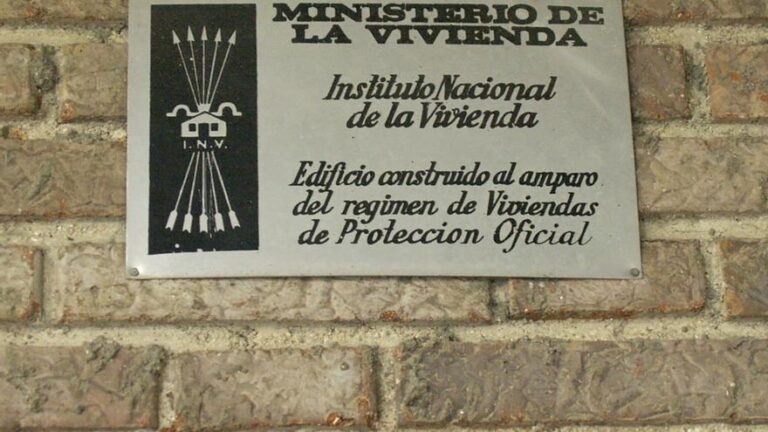 MINISTERIO DE
LA VIVIENDA
Instituto Nacional
de la Vivienda
I.N.V.
Edificio construido al amparo
del regimen de Viviendas
de Proteccion Oficial